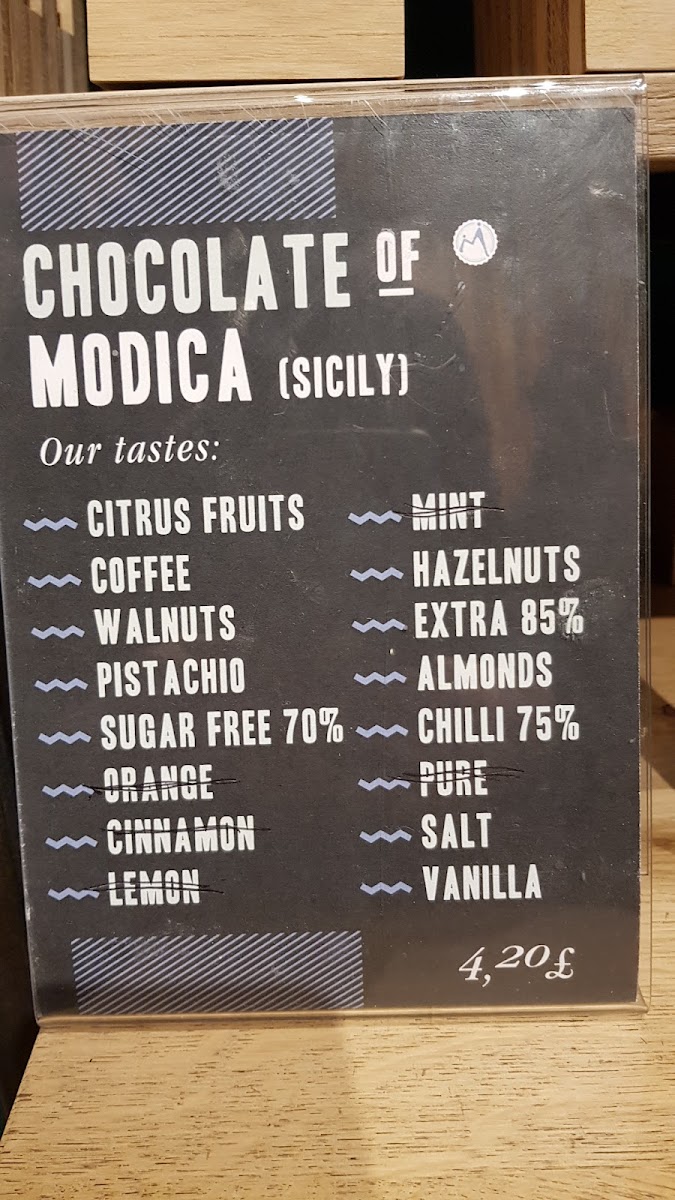 CHOCOLATE OF
MODICA (SICILY)
Our tastes:
CITRUS FRUITS
COFFEE
WALNUTS
PISTACHIO
SUGAR FREE 70%
ORANGE
CINNAMON
LEMON
MINT
HAZELNUTS
EXTRA 85%
ALMONDS
CHILLI 75%
PURE
SALT
VANILLA
4,20£